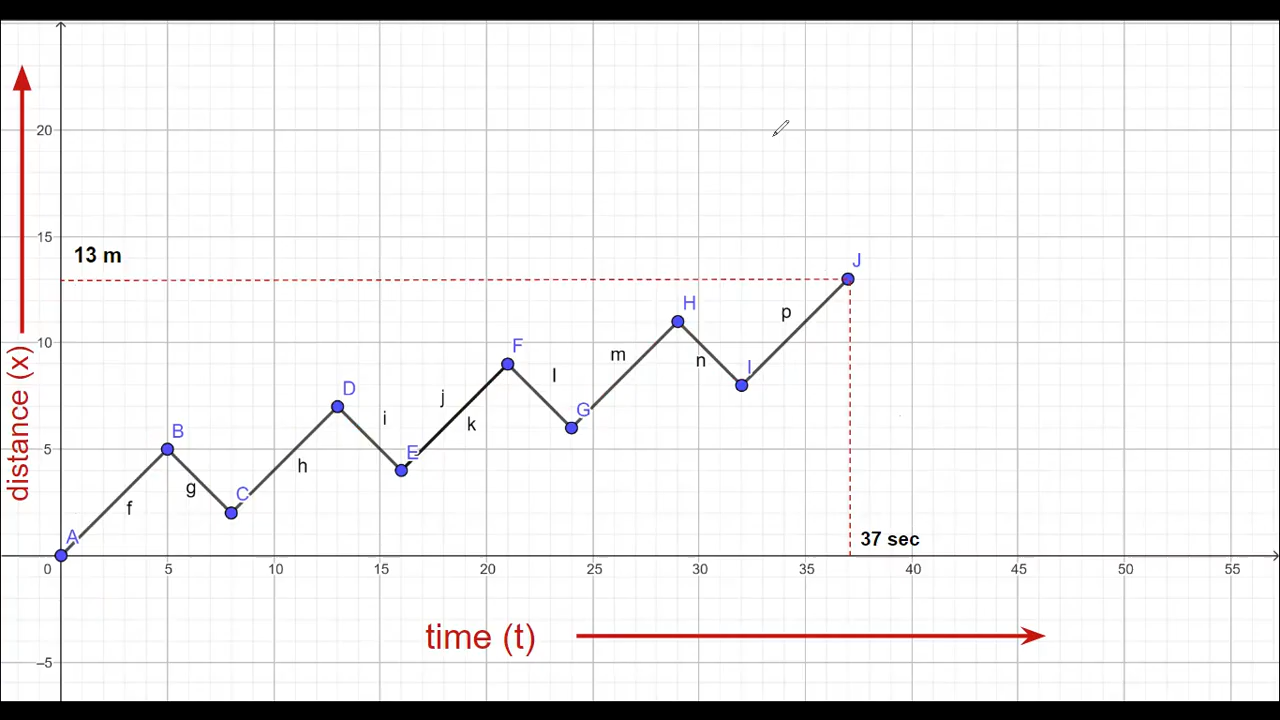 20
15
13 m
J
H
p
10
F
m
n
I
l
D
j
distance (x)
B
i
k
G
5
E
h
g
C
f
A
37 sec
0
5
10
15
20
25
30
35
40
45
50
55
time (t)
–5